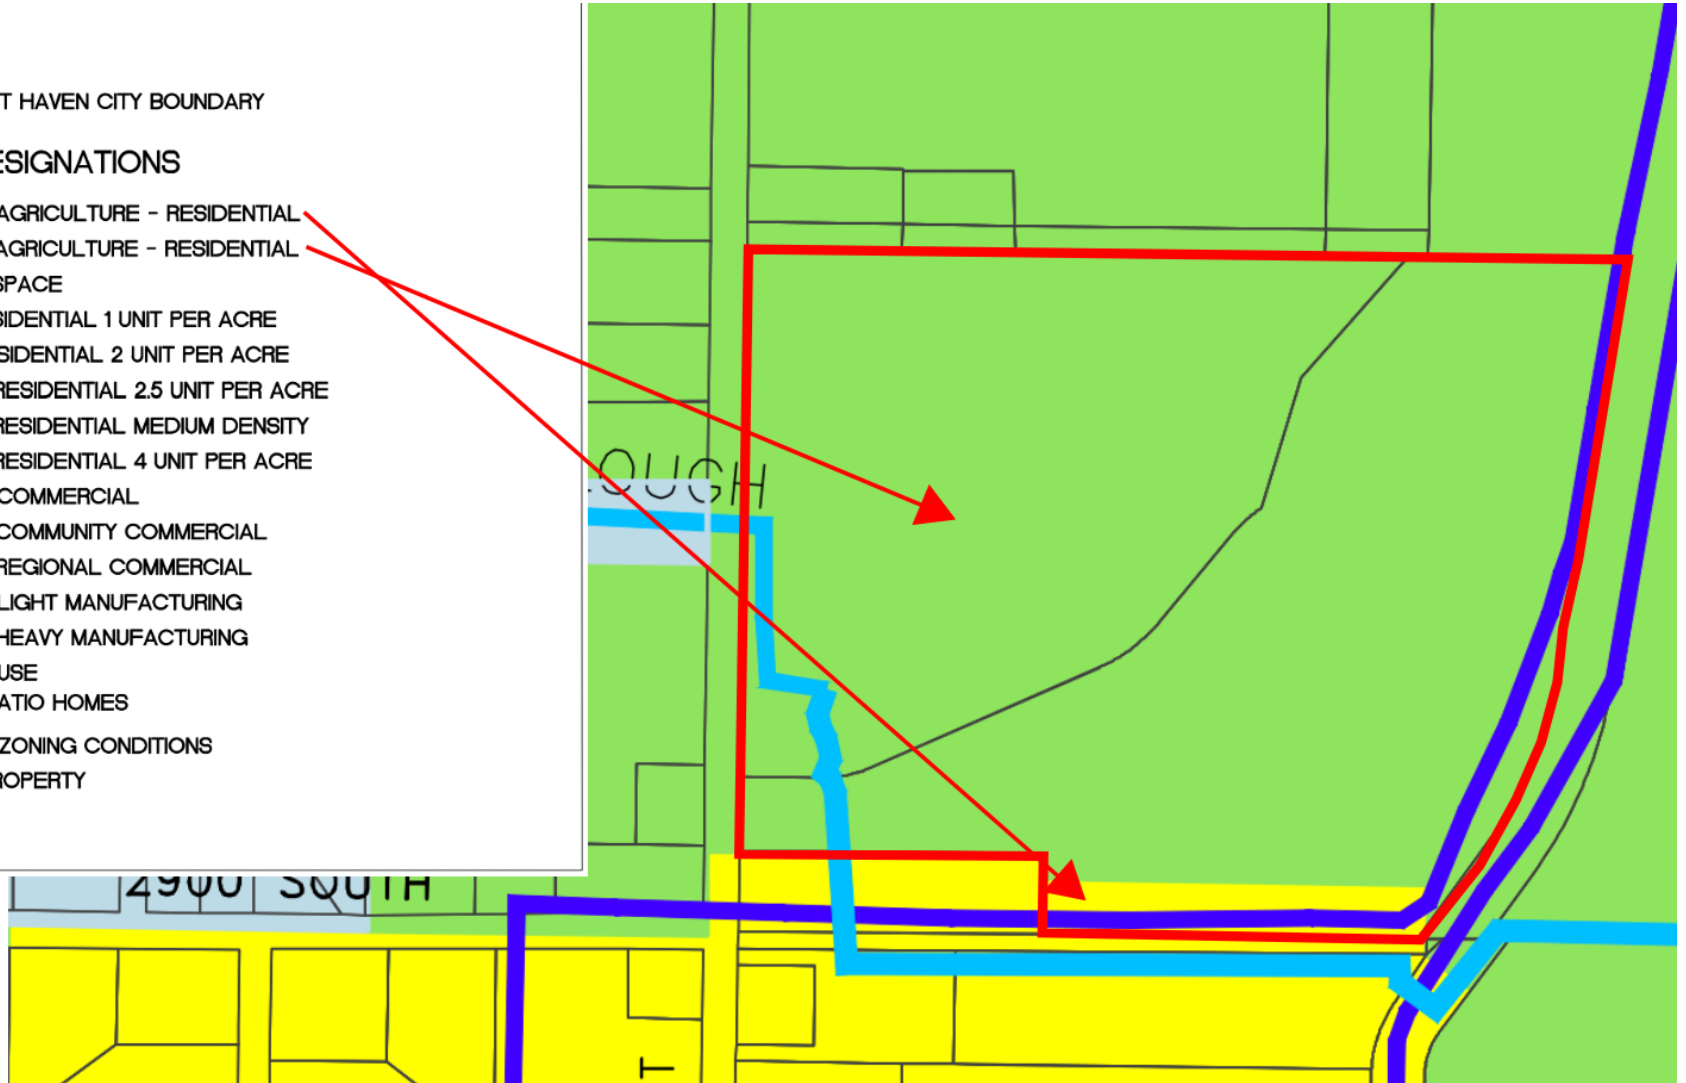 T HAVEN CITY BOUNDARY
ESIGNATIONS
AGRICULTURE - RESIDENTIAL
AGRICULTURE - RESIDENTIAL
SPACE
SIDENTIAL 1 UNIT PER ACRE
SIDENTIAL 2 UNIT PER ACRE
RESIDENTIAL 2.5 UNIT PER ACRE
RESIDENTIAL MEDIUM DENSITY
RESIDENTIAL 4 UNIT PER ACRE
COMMERCIAL
COMMUNITY COMMERCIAL
REGIONAL COMMERCIAL
LIGHT MANUFACTURING
HEAVY MANUFACTURING
USE
ATIO HOMES
ZONING CONDITIONS
ROPERTY
LOUGH
2900 SOUTH
T